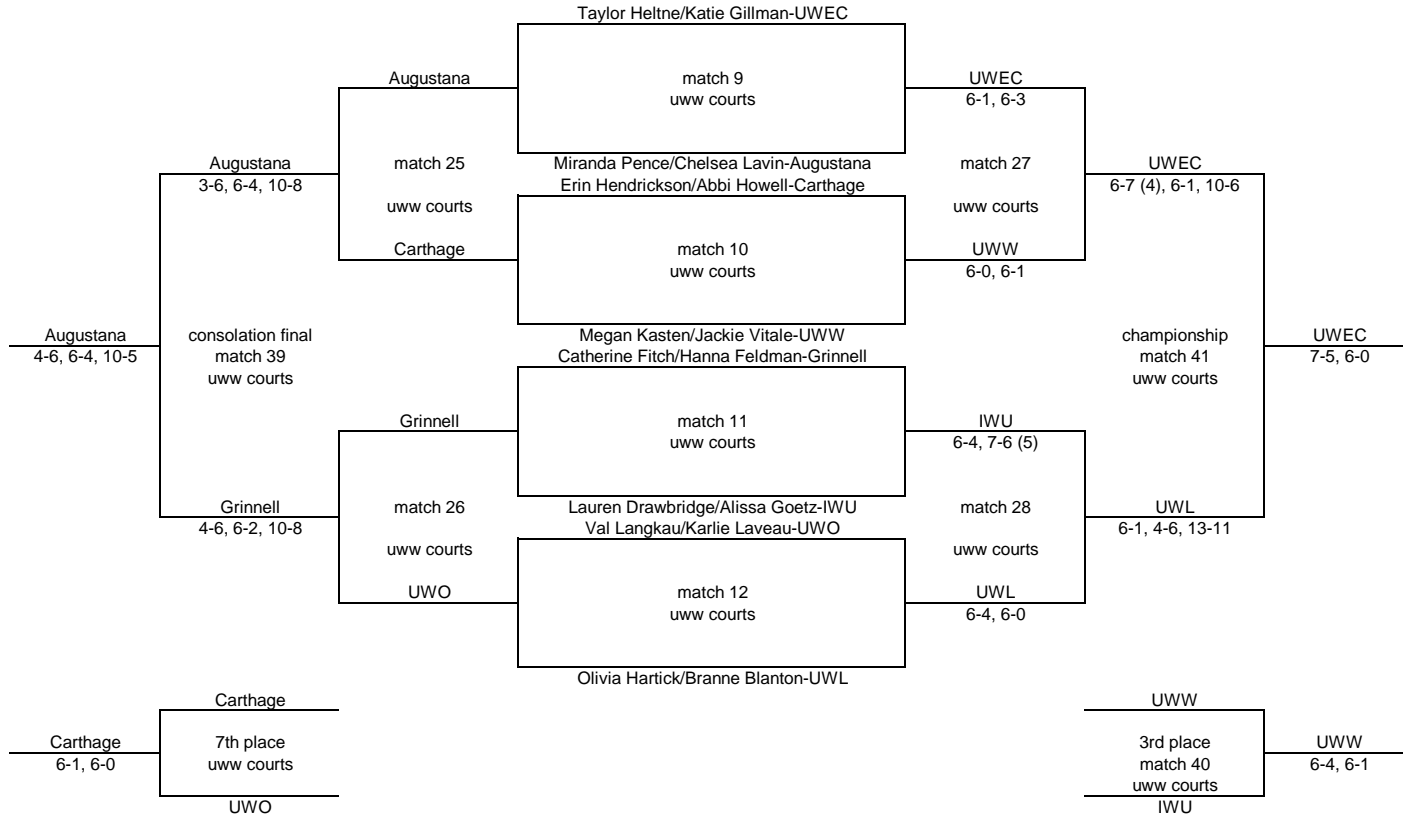 Taylor Heltne/Katie Gillman-UWEC
Augustana
match 9
UWEC
uww courts
6-1, 6-3
Augustana
match 25
Miranda Pence/Chelsea Lavin-Augustana
match 27
UWEC
3-6, 6-4, 10-8
Erin Hendrickson/Abbi Howell-Carthage
6-7 (4), 6-1, 10-6
uww courts
uww courts
Carthage
match 10
UWW
uww courts
6-0, 6-1
Augustana
consolation final
Megan Kasten/Jackie Vitale-UWW
championship
UWEC
4-6, 6-4, 10-5
match 39
Catherine Fitch/Hanna Feldman-Grinnell
match 41
7-5, 6-0
uww courts
uww courts
Grinnell
match 11
IWU
uww courts
6-4, 7-6 (5)
Grinnell
match 26
Lauren Drawbridge/Alissa Goetz-IWU
match 28
UWL
4-6, 6-2, 10-8
Val Langkau/Karlie Laveau-UWO
6-1, 4-6, 13-11
uww courts
uww courts
UWO
match 12
UWL
uww courts
6-4, 6-0
Olivia Hartick/Branne Blanton-UWL
Carthage
UWW
Carthage
7th place
3rd place
UWW
6-1, 6-0
uww courts
match 40
6-4, 6-1
uww courts
UWO
IWU